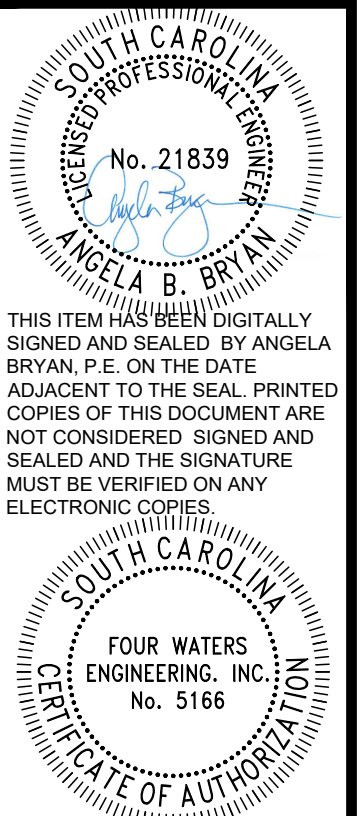 SOUTH CAROLINA
LICENSED PROFESSIONAL ENGINEER
No. 21839
Angela Bryan
ANGELA B. BRYAN
THIS ITEM HAS BEEN DIGITALLY
SIGNED AND SEALED BY ANGELA
BRYAN, P.E. ON THE DATE
ADJACENT TO THE SEAL. PRINTED
COPIES OF THIS DOCUMENT ARE
NOT CONSIDERED SIGNED AND
SEALED AND THE SIGNATURE
MUST BE VERIFIED ON ANY
ELECTRONIC COPIES.
SOUTH CAROLINA
FOUR WATERS
ENGINEERING. INC.
No. 5166
CERTIFICATE OF AUTHORIZATION